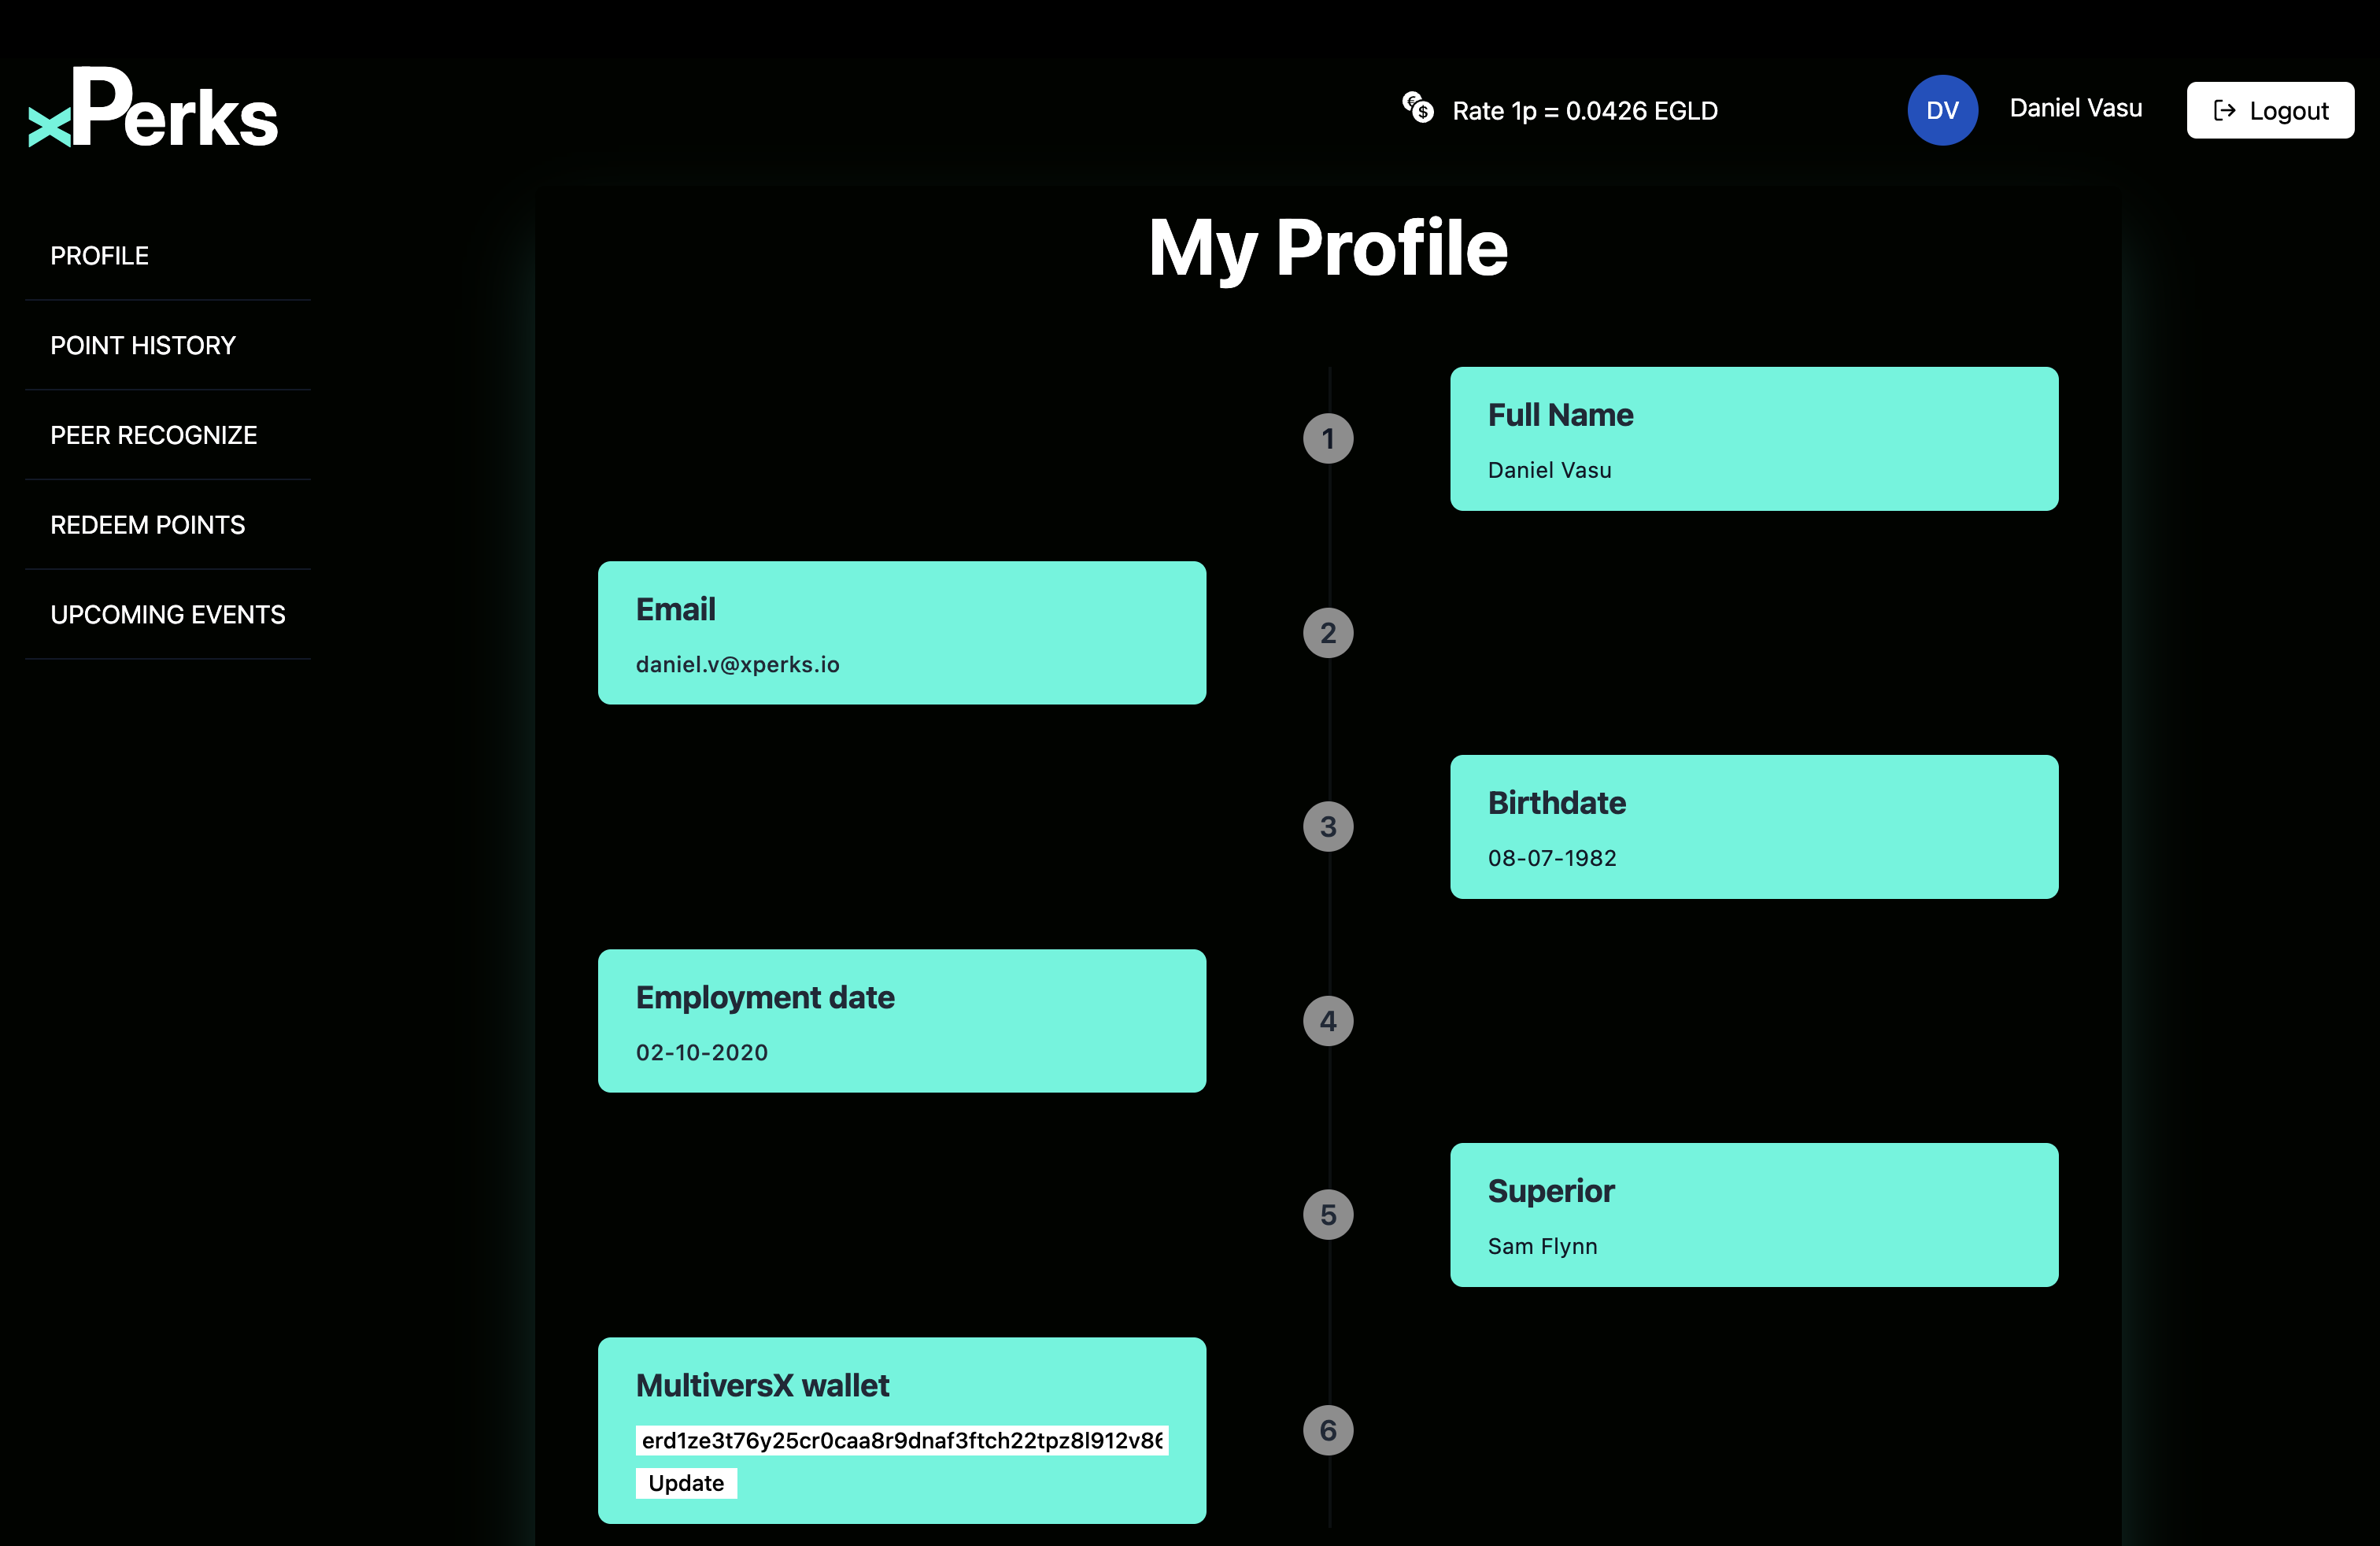 xPerks
Rate 1p = 0.0426 EGLD
DV
Daniel Vasu
Logout
PROFILE
POINT HISTORY
PEER RECOGNIZE
REDEEM POINTS
UPCOMING EVENTS
My Profile
1
Full Name
Daniel Vasu
2
Email
daniel.v@xperks.io
3
Birthdate
08-07-1982
4
Employment date
02-10-2020
5
Superior
Sam Flynn
6
MultiversX wallet
erd1ze3t76y25cr0caa8r9dnaf3ftch22tpz8l912v86
Update